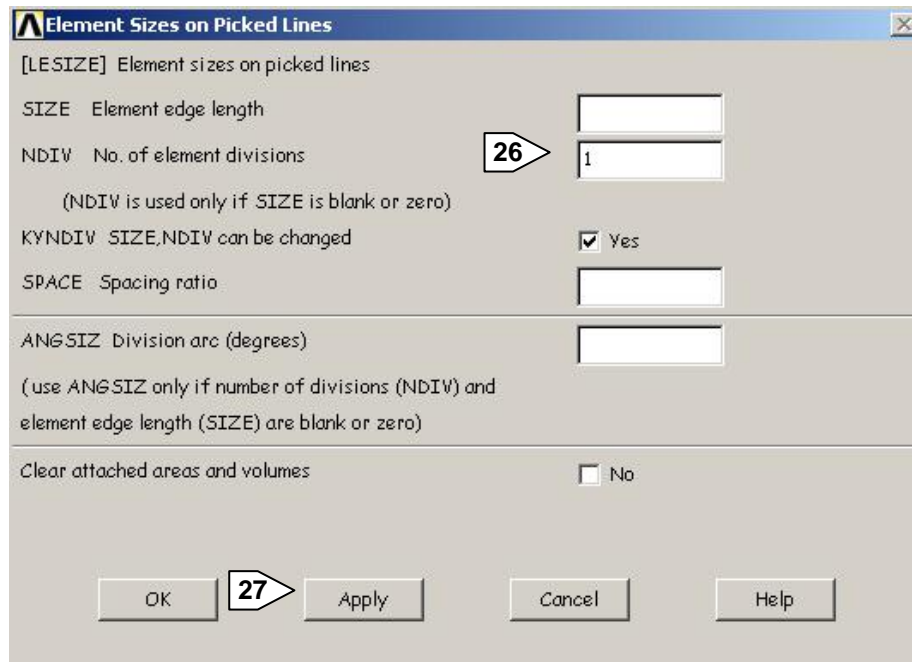 Element Sizes on Picked Lines
[LESIZE] Element sizes on picked lines
SIZE Element edge length
NDIV No. of element divisions 26 1
(NDIV is used only if SIZE is blank or zero)
KYNDIV SIZE,NDIV can be changed Yes
SPACE Spacing ratio
ANGSIZ Division arc (degrees)
(use ANGSIZ only if number of divisions (NDIV) and
element edge length (SIZE) are blank or zero)
Clear attached areas and volumes No
OK 27 Apply Cancel Help